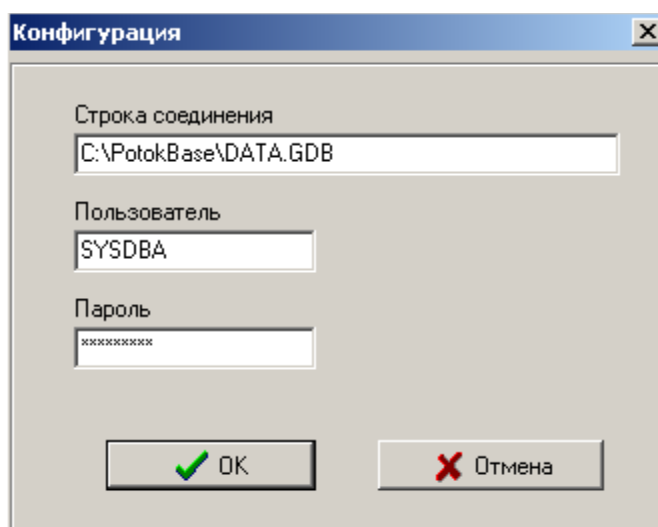 Конфигурация
Строка соединения
C:\PotokBase\DATA.GDB
Пользователь
SYSDBA
Пароль
*********
OK
Отмена